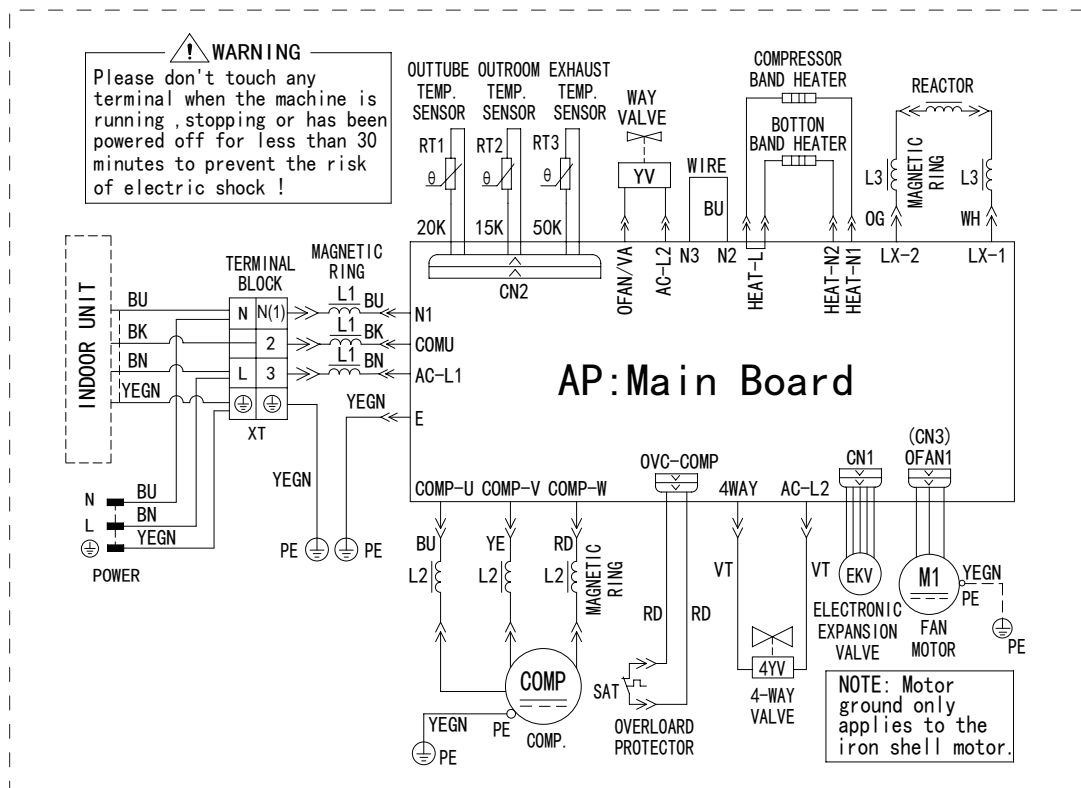 WARNING
Please don't touch any
terminal when the machine is
running ,stopping or has been
powered off for less than 30
minutes to prevent the risk
of electric shock !
OUTTUBE OUTROOM EXHAUST
TEMP. TEMP. TEMP.
SENSOR SENSOR SENSOR
RT1 RT2 RT3
θ θ θ
20K 15K 50K
CN2
WAY
VALVE
YV
OFAN/VA
AC-L2
WIRE
BU
N3 N2
COMPRESSOR
BAND HEATER
BOTTON
BAND HEATER
HEAT-L
HEAT-N2
HEAT-N1
REACTOR
L3
MAGNETIC
RING
L3
OG WH
LX-2 LX-1
INDOOR UNIT
BU
BK
BN
YEGN
TERMINAL
BLOCK
N N(1)
2
L 3
XT
MAGNETIC
RING
L1 BU N1
L1 BK COMU
L1 BN AC-L1
YEGN E
AP:Main Board
YEGN
PE PE
N BU
L BN
YEGN
POWER
COMP-U COMP-V COMP-W
BU YE RD
L2 L2 L2
MAGNETIC
RING
COMP
COMP.
YEGN PE
PE
OVC-COMP
RD RD
SAT
OVERLOARD
PROTECTOR
4WAY AC-L2
VT VT
4YV
4-WAY
VALVE
CN1
EKV
ELECTRONIC
EXPANSION
VALVE
(CN3)
OFAN1
M1
YEGN
PE
PE
FAN
MOTOR
NOTE: Motor
ground only
applies to the
iron shell motor.